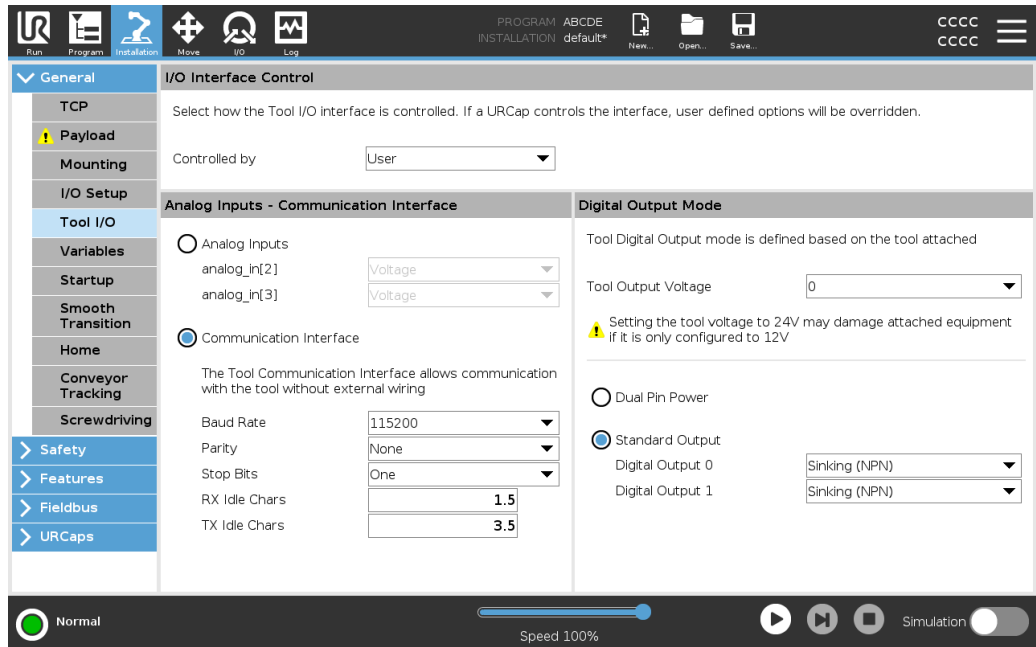 UR
Run
Program
Installation
Move
I/O
Log
PROGRAM ABCDE
INSTALLATION default*
New...
Open...
Save...
CCCC
CCCC
General
TCP
Payload
Mounting
I/O Setup
Tool I/O
Variables
Startup
Smooth
Transition
Home
Conveyor
Tracking
Screwdriving
Safety
Features
Fieldbus
URCaps
I/O Interface Control
Select how the Tool I/O interface is controlled. If a URCap controls the interface, user defined options will be overridden.
Controlled by User
Analog Inputs - Communication Interface
Analog Inputs
analog_in[2] Voltage
analog_in[3] Voltage
Communication Interface
The Tool Communication Interface allows communication
with the tool without external wiring
Baud Rate 115200
Parity None
Stop Bits One
RX Idle Chars 1.5
TX Idle Chars 3.5
Digital Output Mode
Tool Digital Output mode is defined based on the tool attached
Tool Output Voltage 0
Setting the tool voltage to 24V may damage attached equipment
if it is only configured to 12V
Dual Pin Power
Standard Output
Digital Output 0 Sinking (NPN)
Digital Output 1 Sinking (NPN)
Normal
Speed 100%
Simulation